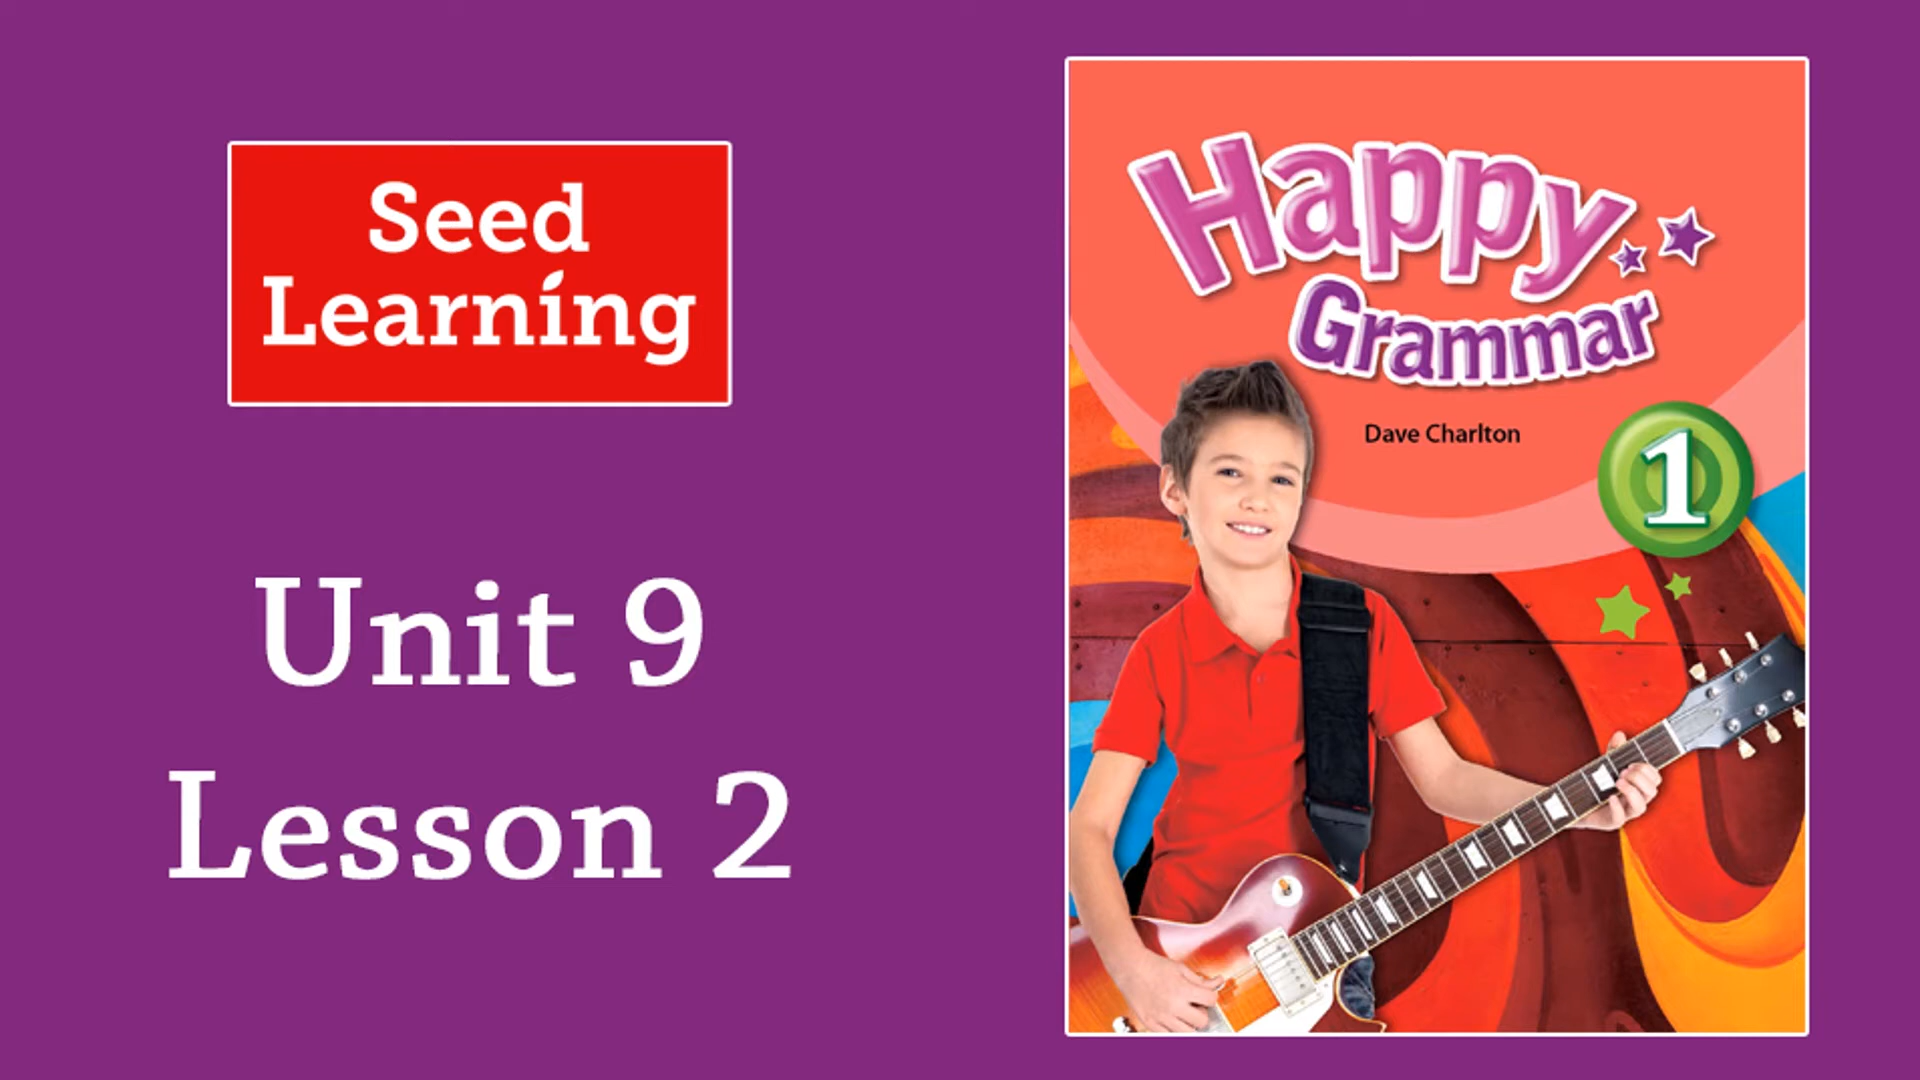 Seed
Learning
Unit 9
Lesson 2
Happy
Grammar
Dave Charlton
1